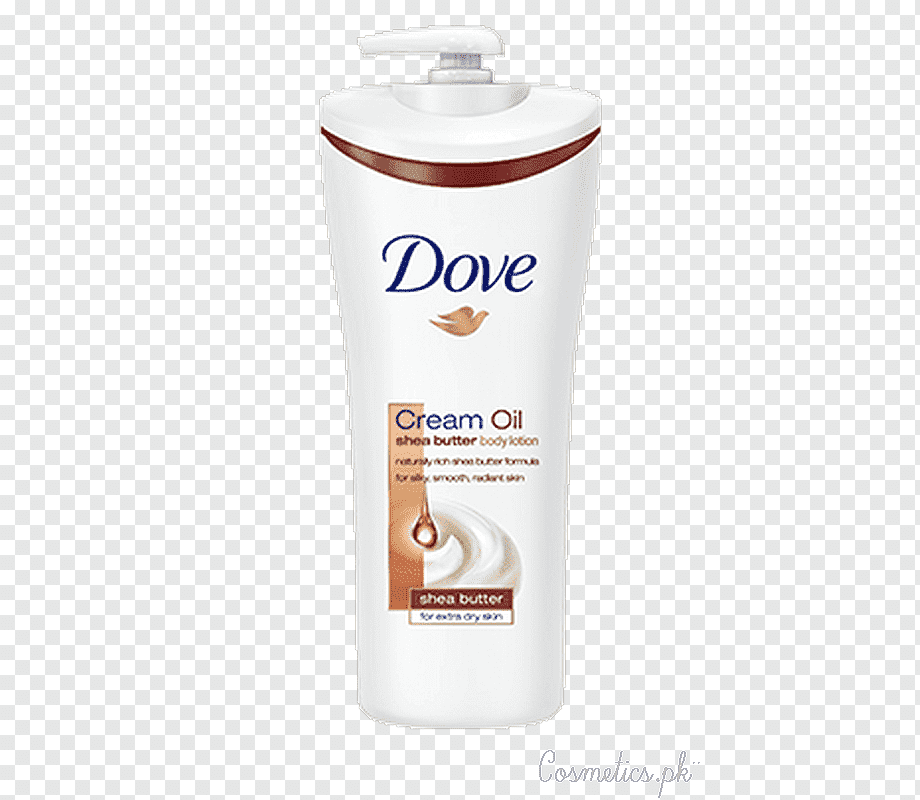 Dove
Cream Oil
shea butter body lotion
naturally rich shea butter formula
for silky, smooth, radiant skin
shea butter
for extra dry skin
Cosmetics.pk